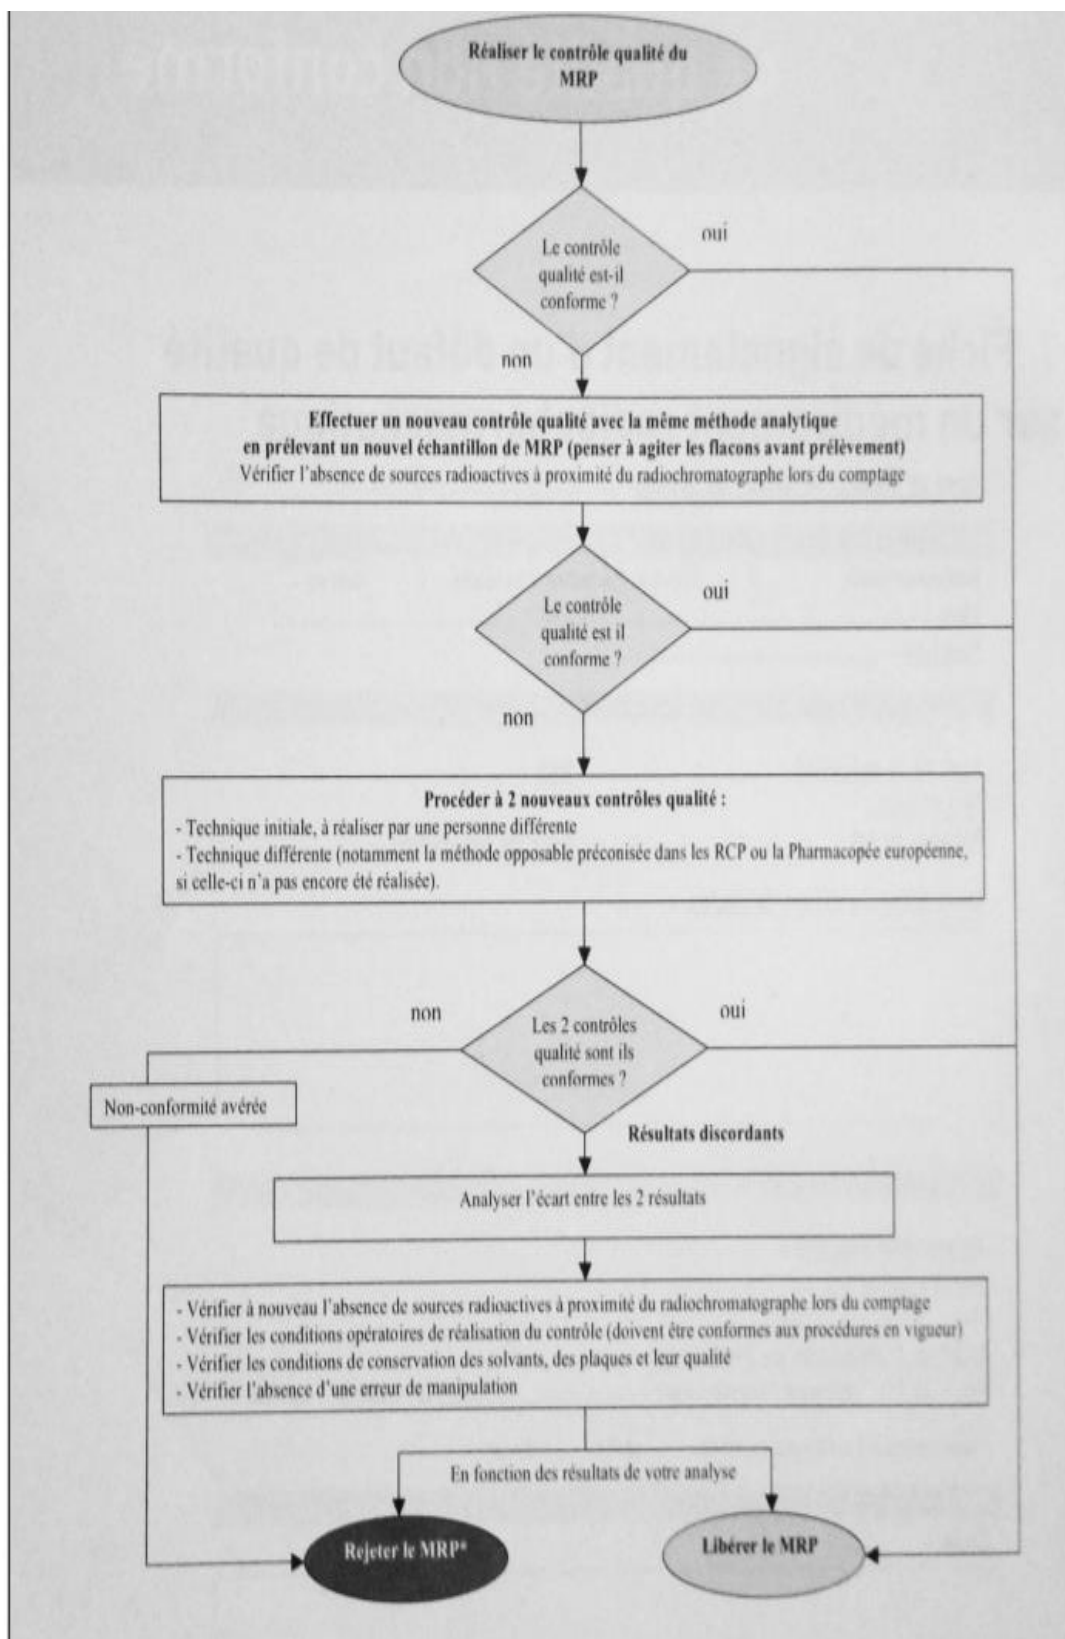 Réaliser le contrôle qualité du
MRP
Le contrôle
qualité est-il
conforme ?
oui
non
Effectuer un nouveau contrôle qualité avec la même méthode analytique
en prélevant un nouvel échantillon de MRP (penser à agiter les flacons avant prélèvement)
Vérifier l'absence de sources radioactives à proximité du radiochromatographe lors du comptage
Le contrôle
qualité est il
conforme ?
oui
non
Procéder à 2 nouveaux contrôles qualité :
- Technique initiale, à réaliser par une personne différente
- Technique différente (notamment la méthode opposable préconisée dans les RCP ou la Pharmacopée européenne,
si celle-ci n'a pas encore été réalisée).
non
Les 2 contrôles
qualité sont ils
conformes ?
oui
Non-conformité avérée
Résultats discordants
Analyser l'écart entre les 2 résultats
- Vérifier à nouveau l'absence de sources radioactives à proximité du radiochromatographe lors du comptage
- Vérifier les conditions opératoires de réalisation du contrôle (doivent être conformes aux procédures en vigueur)
- Vérifier les conditions de conservation des solvants, des plaques et leur qualité
- Vérifier l'absence d'une erreur de manipulation
En fonction des résultats de votre analyse
Rejeter le MRP*
Libérer le MRP